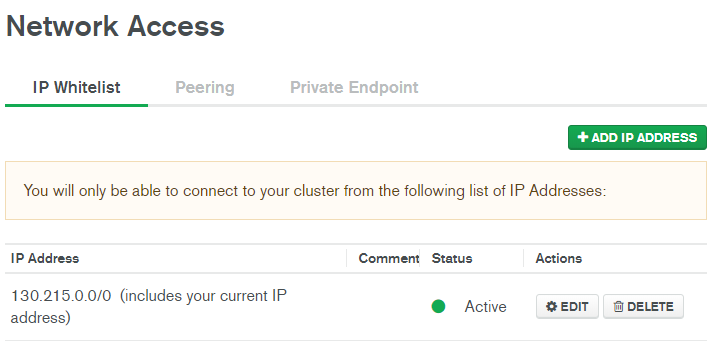 Network Access
IP Whitelist Peering Private Endpoint
ADD IP ADDRESS
You will only be able to connect to your cluster from the following list of IP Addresses:
IP Address Comment Status Actions
130.215.0.0/0 (includes your current IP
address) Active EDIT DELETE